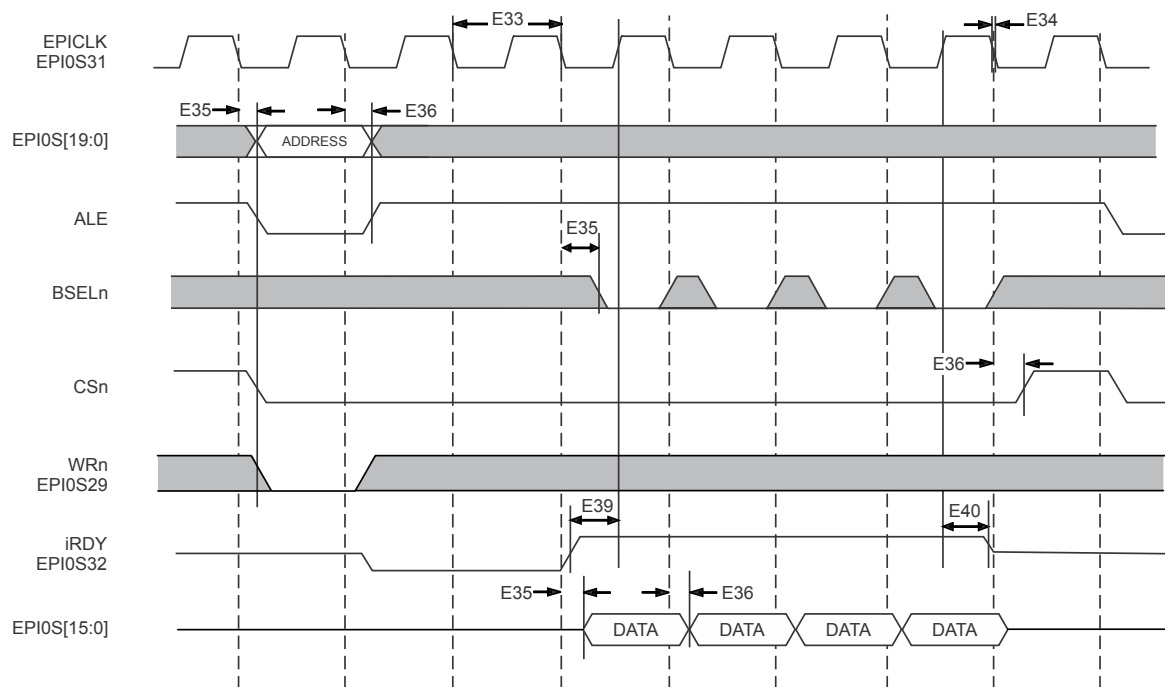 E33
E34
EPICLK
EPI0S31
E35
E36
EPI0S[19:0]
ADDRESS
ALE
E35
BSELn
E36
CSn
WRn
EPI0S29
E39
E40
iRDY
EPI0S32
E35
E36
EPI0S[15:0]
DATA
DATA
DATA
DATA